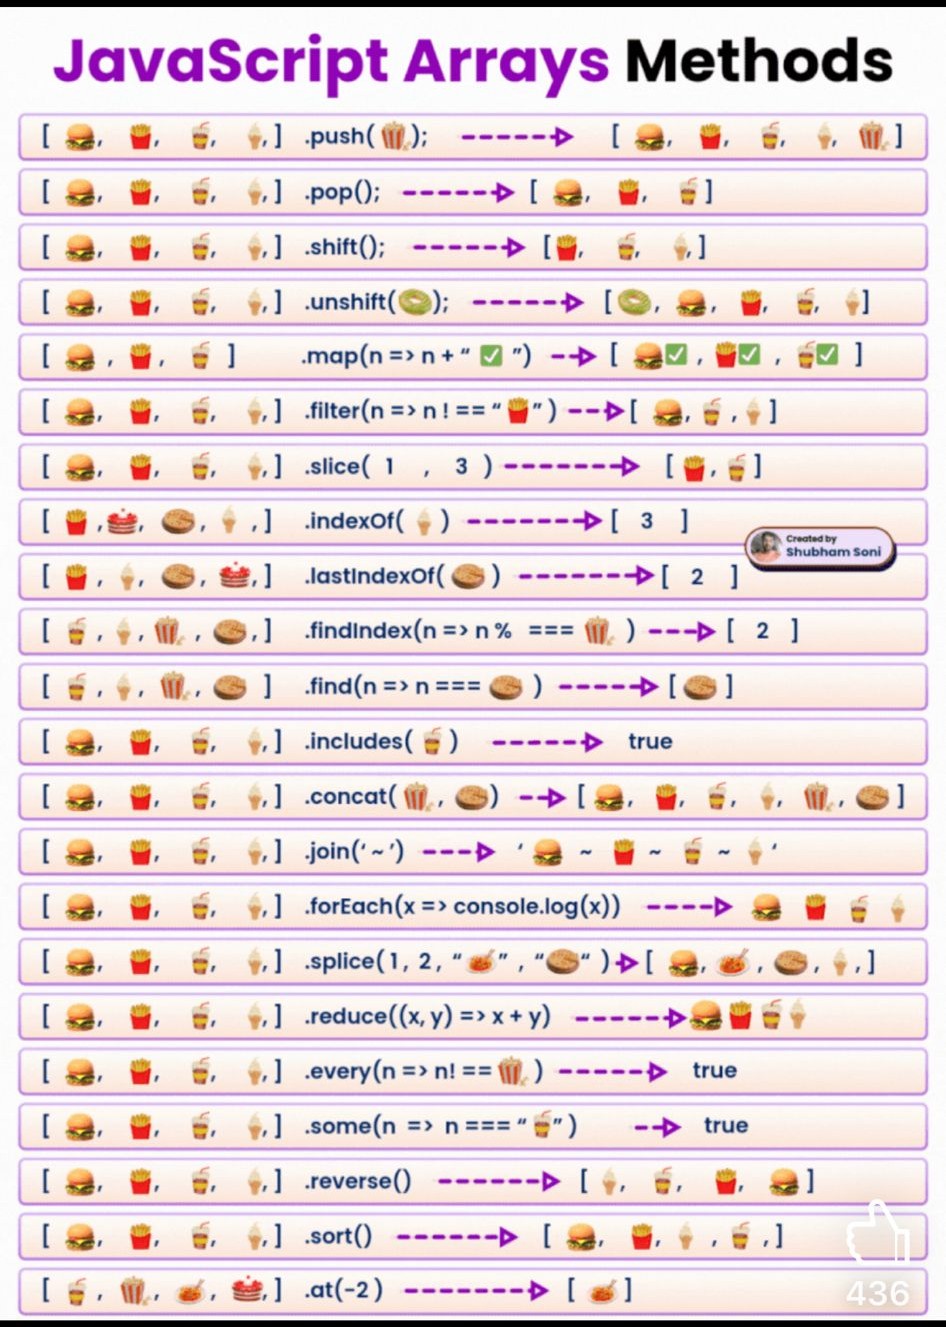 JavaScript Arrays Methods
[ 🍔, 🍟, 🥤, 🍦,] .push(🍿); [ 🍔, 🍟, 🥤, 🍦, 🍿]
[ 🍔, 🍟, 🥤, 🍦,] .pop(); [ 🍔, 🍟, 🥤]
[ 🍔, 🍟, 🥤, 🍦,] .shift(); [🍟, 🥤, 🍦,]
[ 🍔, 🍟, 🥤, 🍦,] .unshift(🍩); [🍩, 🍔, 🍟, 🥤, 🍦]
[ 🍔 , 🍟, 🥤 ] .map(n => n + “ ✅ ”) [ 🍔✅ , 🍟✅ , 🥤✅ ]
[ 🍔, 🍟, 🥤, 🍦,] .filter(n => n ! == “🍟” ) [ 🍔, 🥤 , 🍦 ]
[ 🍔, 🍟, 🥤, 🍦,] .slice( 1 , 3 ) [ 🍟, 🥤 ]
[ 🍟 ,🍰, 🥧 , 🍦 ,] .indexOf( 🍦 ) [ 3 ]
Created by
Shubham Soni
[ 🍟 , 🍦, 🥧 , 🍰,] .lastIndexOf( 🥧 ) [ 2 ]
[ 🥤 , 🍦, 🍿 , 🥧,] .findIndex(n => n % === 🍿 ) [ 2 ]
[ 🥤 , 🍦, 🍿, 🥧 ] .find(n => n === 🥧 ) [ 🥧 ]
[ 🍔, 🍟, 🥤, 🍦,] .includes( 🥤 ) true
[ 🍔, 🍟, 🥤, 🍦,] .concat( 🍿, 🥧) [ 🍔, 🍟, 🥤, 🍦, 🍿, 🥧 ]
[ 🍔, 🍟, 🥤, 🍦,] .join(‘ ~ ’) ‘ 🍔 ~ 🍟 ~ 🥤 ~ 🍦 ‘
[ 🍔, 🍟, 🥤, 🍦,] .forEach(x => console.log(x)) 🍔 🍟 🥤 🍦
[ 🍔, 🍟, 🥤, 🍦,] .splice( 1, 2, “🍝” , “🥧“ ) [ 🍔, 🍝 , 🥧 , 🍦 ,]
[ 🍔, 🍟, 🥤, 🍦,] .reduce((x, y) => x + y) 🍔🍟🥤🍦
[ 🍔, 🍟, 🥤, 🍦,] .every(n => n! == 🍿 ) true
[ 🍔, 🍟, 🥤, 🍦,] .some(n => n === “🥤” ) true
[ 🍔, 🍟, 🥤, 🍦,] .reverse() [ 🍦, 🥤, 🍟, 🍔 ]
[ 🍔, 🍟, 🥤, 🍦,] .sort() [ 🍔, 🍟, 🍦 , 🥤 ,]
[ 🥤 , 🍿, 🍝, 🍰,] .at(-2 ) [ 🍝 ]
436